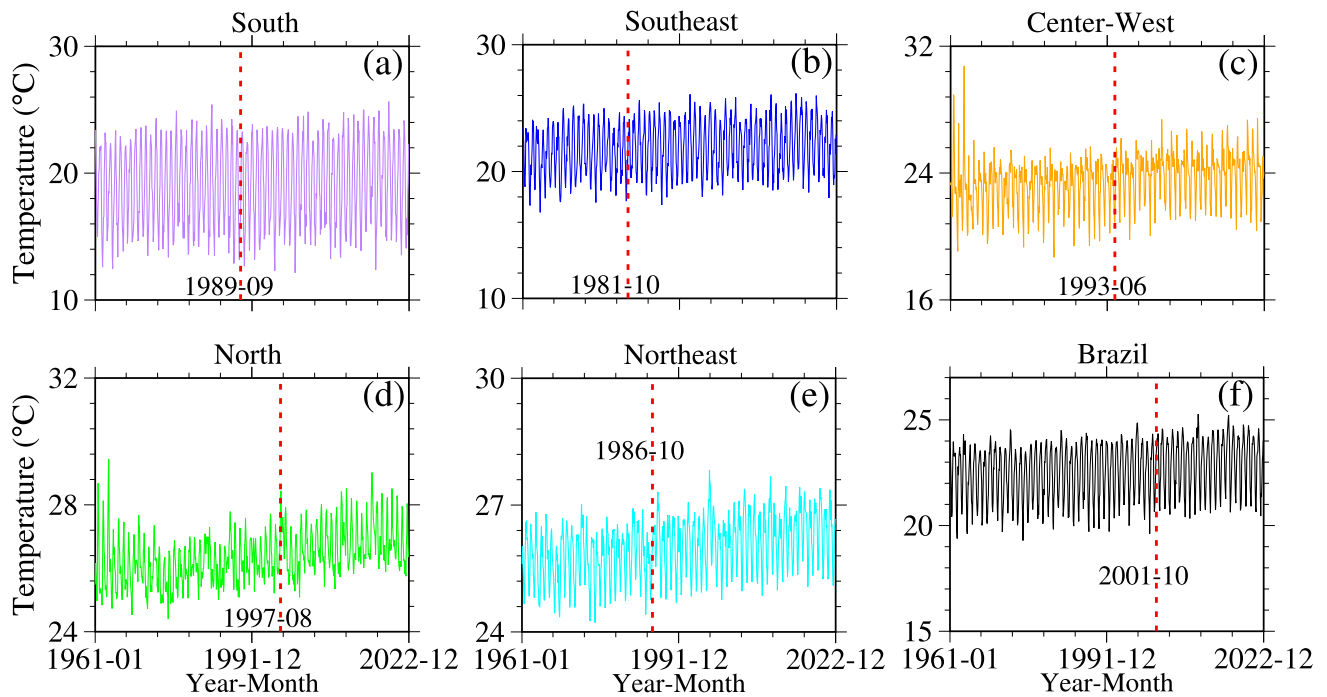 South
Southeast
Center-West
30
(a)
20
10
1989-09
Temperature (°C)
30
(b)
20
10
1981-10
32
(c)
24
16
1993-06
North
Northeast
Brazil
32
(d)
28
24
1997-08
Temperature (°C)
1961-01
1991-12
2022-12
Year-Month
30
(e)
27
24
1986-10
1961-01
1991-12
2022-12
Year-Month
25
(f)
20
15
2001-10
1961-01
1991-12
2022-12
Year-Month